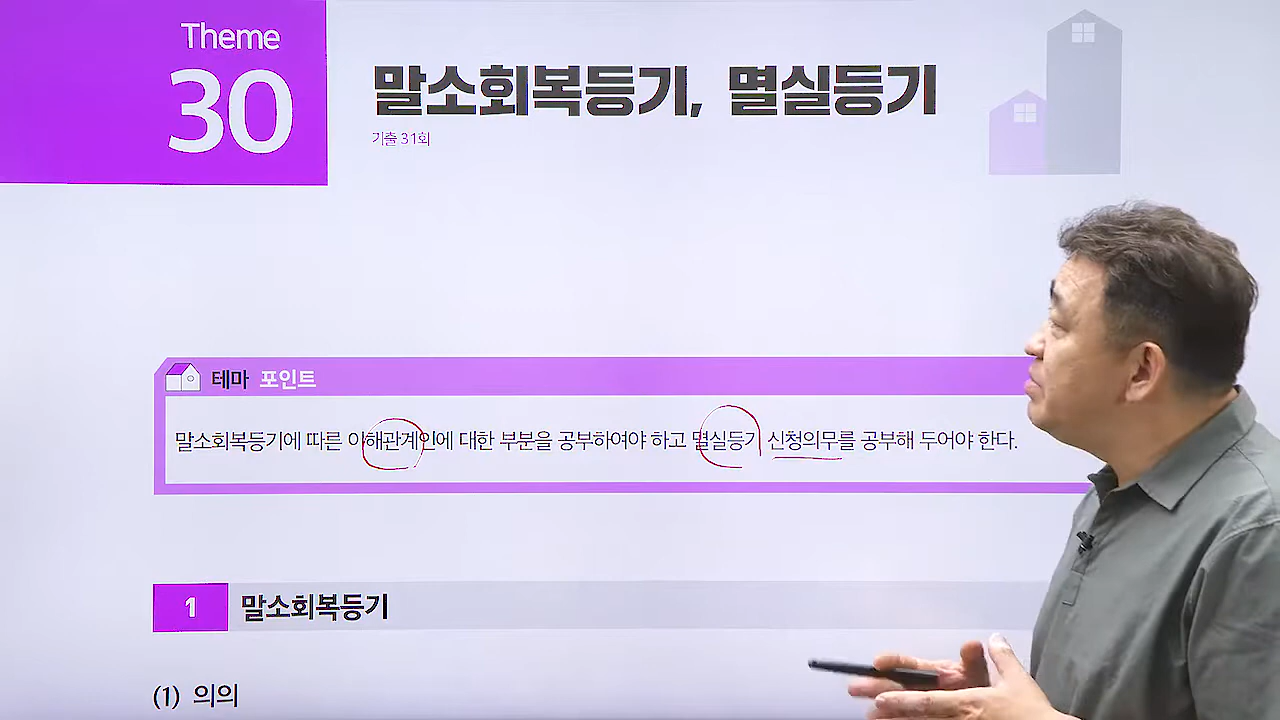 Theme
30
말소회복등기, 멸실등기
기출 31회
테마 포인트
말소회복등기에 따른 이해관계인에 대한 부분을 공부하여야 하고 멸실등기 신청의무를 공부해 두어야 한다.
1 말소회복등기
(1) 의의